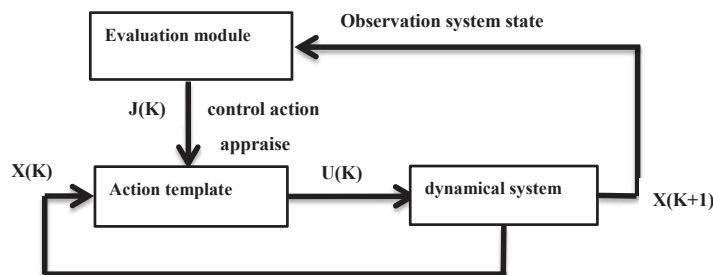 Observation system state
Evaluation module
J(K)
control action
appraise
X(K)
Action template
U(K)
dynamical system
X(K+1)